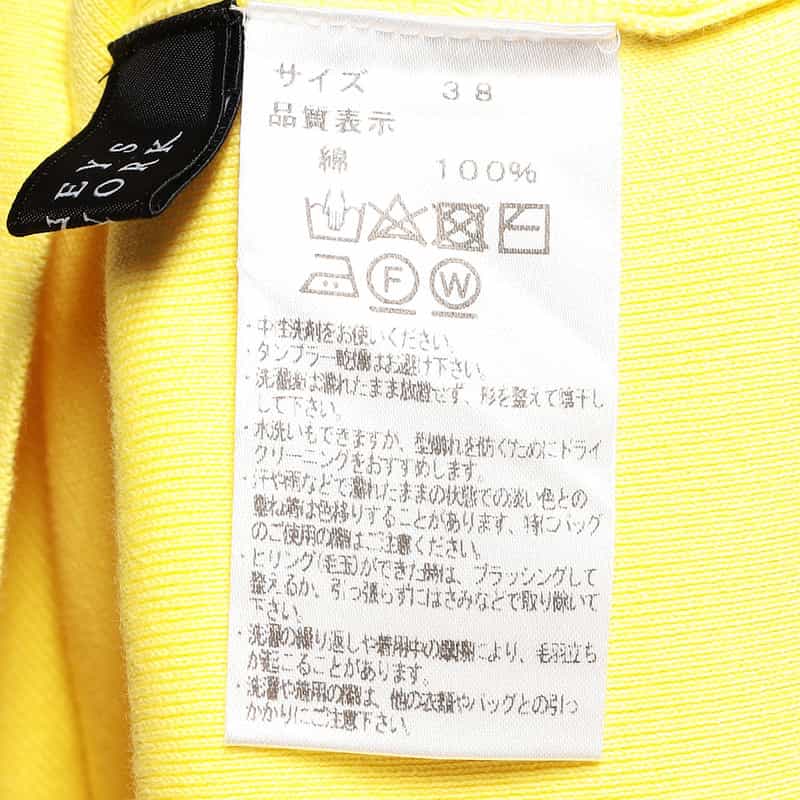 EYS
ORK
サイズ 38
品質表示
綿 100%
F W
・中性洗剤をお使いください。
・タンブラー乾燥はお避け下さい。
・洗濯後は濡れたまま放置せず、形を整えて陰干し
して下さい。
・水洗いもできますが、型崩れを防ぐためにドライ
クリーニングをおすすめします。
・汗や雨などで濡れたままの状態での淡い色との
重ね着は色移りすることがあります、特にバッグ
のご使用の際はご注意ください。
・ピリング(毛玉)ができた時は、ブラッシングして
整えるか、引っ張らずにはさみなどで取り除いて
下さい。
・洗濯の繰り返しや着用中の摩擦により、毛羽立ち
が起こることがあります。
・洗濯や着用の際は、他の衣類やバッグとの引っ
かかりにご注意下さい。